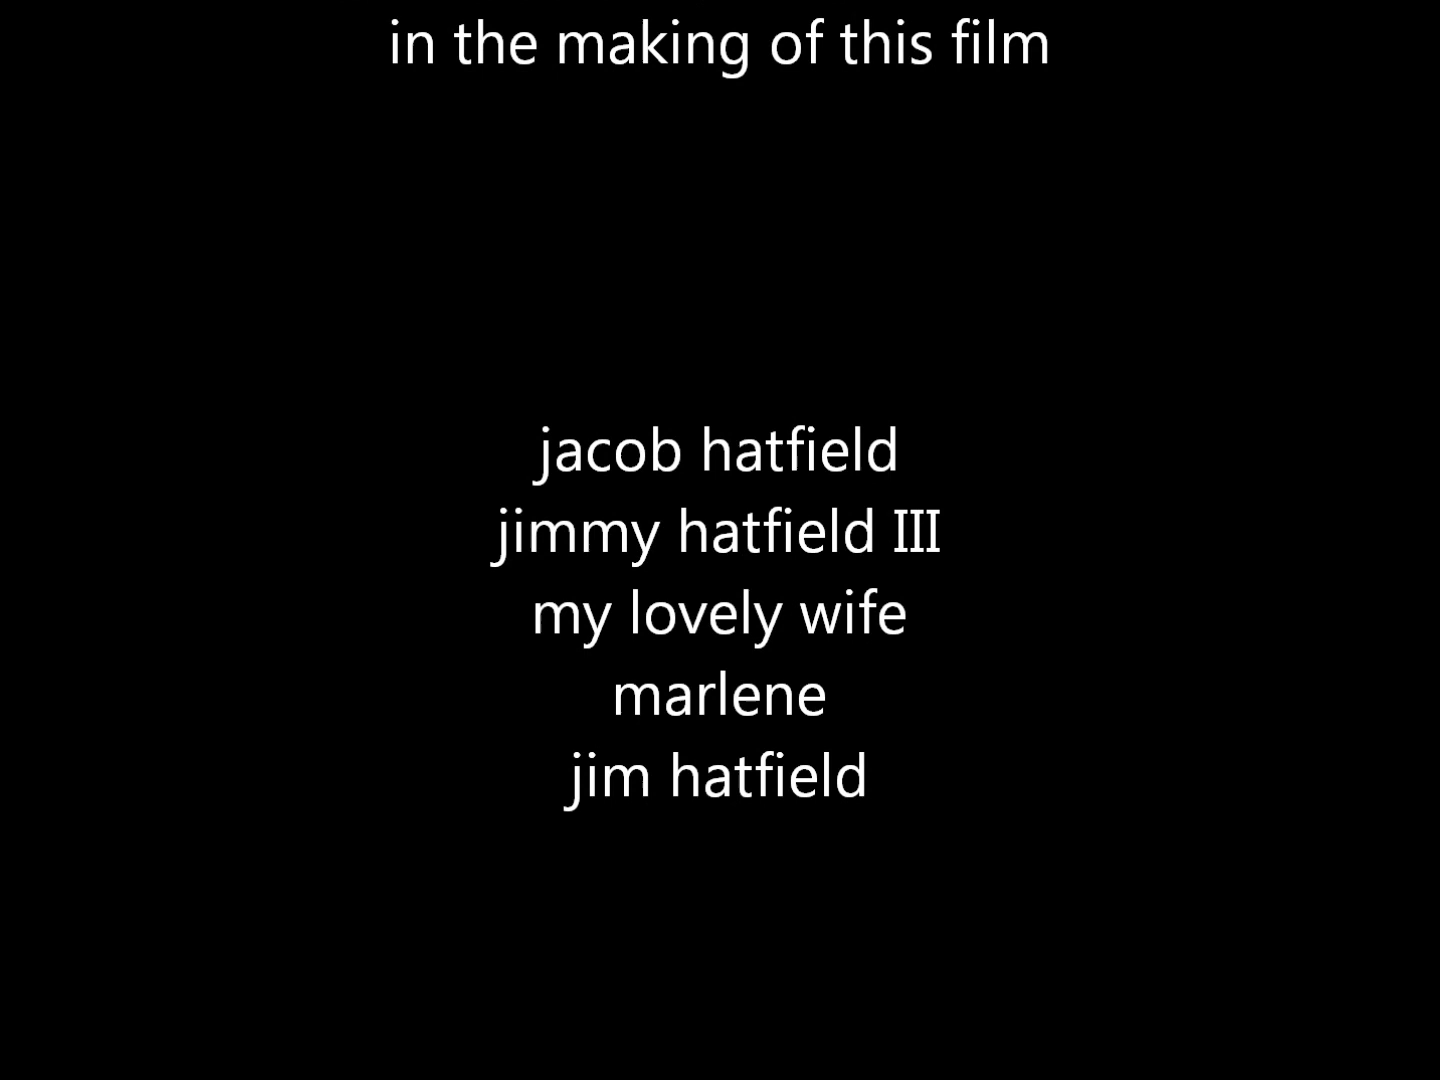 in the making of this film
jacob hatfield
jimmy hatfield III
my lovely wife
marlene
jim hatfield